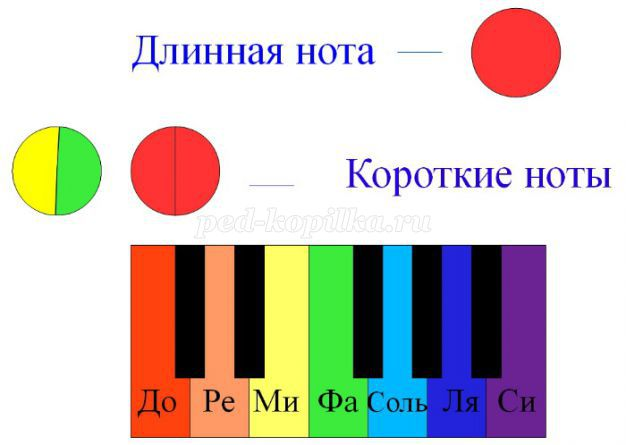 Длинная нота
Короткие ноты
ped-kopilka.ru
До Ре Ми Фа Соль Ля Си